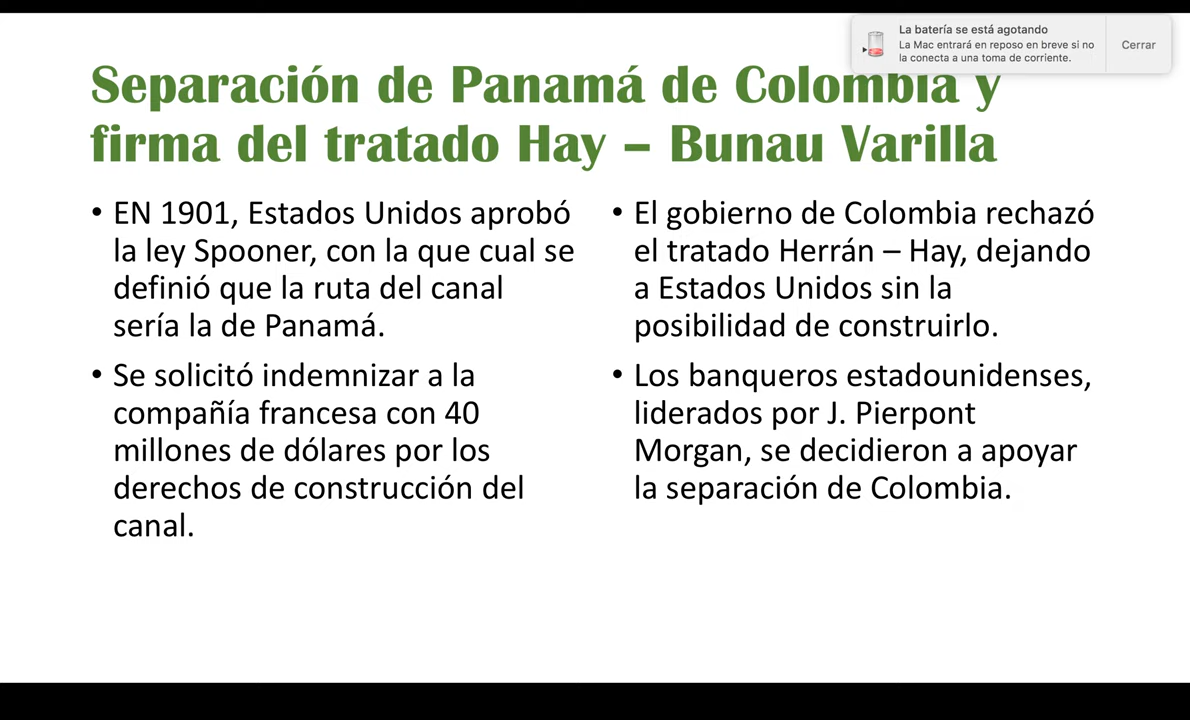 La batería se está agotando
La Mac entrará en reposo en breve si no
la conecta a una toma de corriente.
Cerrar
Separación de Panamá de Colombia y
firma del tratado Hay – Bunau Varilla
• EN 1901, Estados Unidos aprobó
la ley Spooner, con la que cual se
definió que la ruta del canal
sería la de Panamá.
• Se solicitó indemnizar a la
compañía francesa con 40
millones de dólares por los
derechos de construcción del
canal.
• El gobierno de Colombia rechazó
el tratado Herrán – Hay, dejando
a Estados Unidos sin la
posibilidad de construirlo.
• Los banqueros estadounidenses,
liderados por J. Pierpont
Morgan, se decidieron a apoyar
la separación de Colombia.